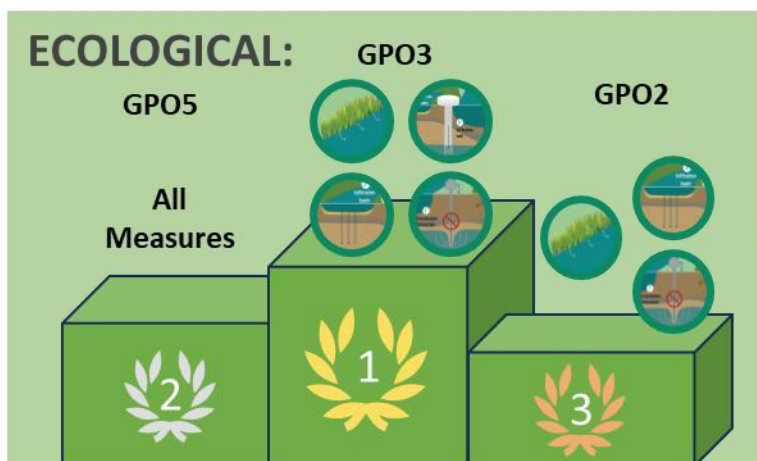 ECOLOGICAL:
GPO3
GPO5
GPO2
All
Measures
2
1
3